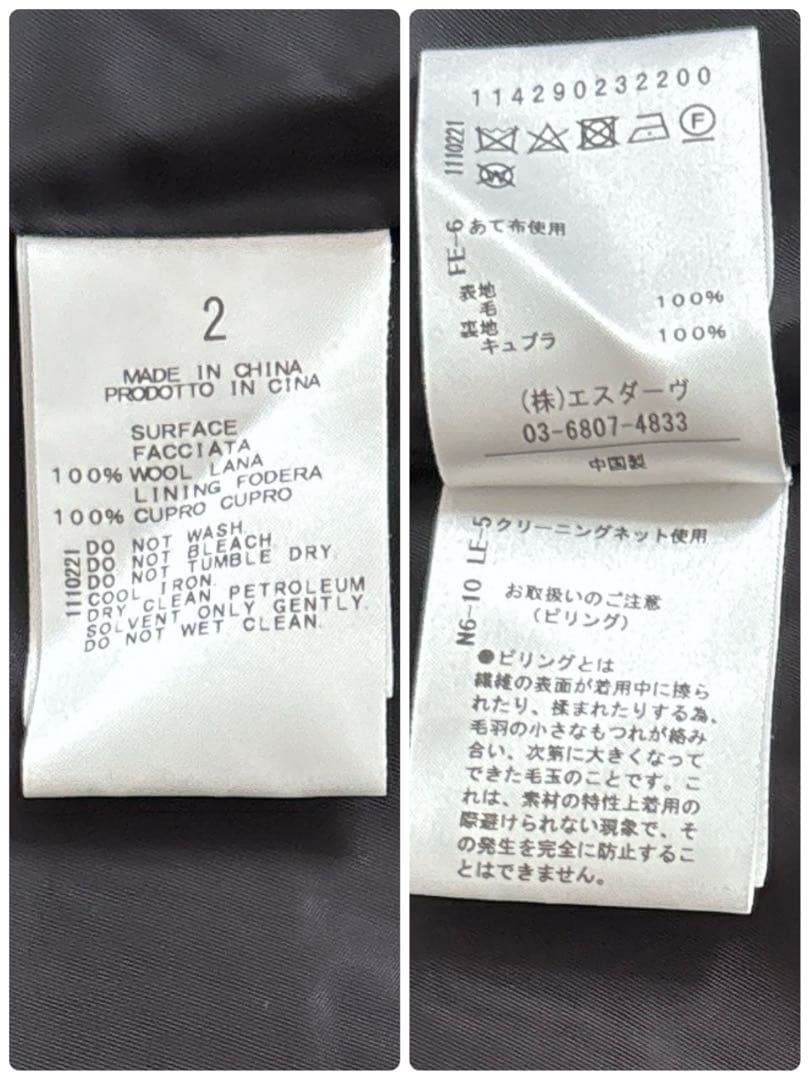 2
MADE IN CHINA
PRODOTTO IN CINA
SURFACE
FACCIATA
100% WOOL LANA
LINING FODERA
100% CUPRO CUPRO
1110221
DO NOT WASH.
DO NOT BLEACH.
DO NOT TUMBLE DRY.
COOL IRON.
DRY CLEAN PETROLEUM
SOLVENT ONLY GENTLY.
DO NOT WET CLEAN.
114290232200
1110221
F
W
FE-6
あて布使用
表地
毛 100%
裏地
キュプラ 100%
(株)エスダーヴ
03-6807-4833
中国製
N6-10 LE-5
クリーニングネット使用
お取扱いのご注意
(ピリング)
●ピリングとは
繊維の表面が着用中に擦ら
れたり、揉まれたりする為、
毛羽の小さなもつれが絡み
合い、次第に大きくなって
できた毛玉のことです。こ
れは、素材の特性上着用の
際避けられない現象で、そ
の発生を完全に防止するこ
とはできません。